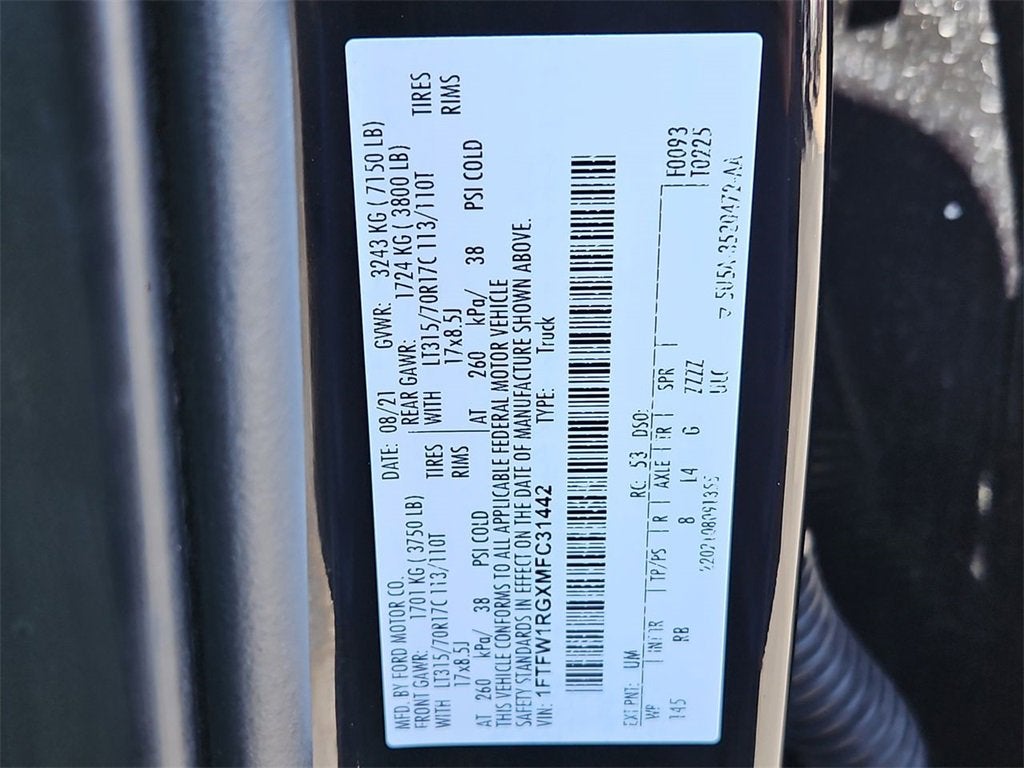 MFD. BY FORD MOTOR CO. DATE: 08/21 GVWR: 3243 KG (7150 LB)
FRONT GAWR: 1701 KG (3750 LB) REAR GAWR: 1724 KG (3800 LB)
WITH LT315/70R17C 113/110T TIRES WITH LT315/70R17C 113/110T TIRES
17x8.5J RIMS 17x8.5J RIMS
AT 260 kPa/ 38 PSI COLD AT 260 kPa/ 38 PSI COLD
THIS VEHICLE CONFORMS TO ALL APPLICABLE FEDERAL MOTOR VEHICLE
SAFETY STANDARDS IN EFFECT ON THE DATE OF MANUFACTURE SHOWN ABOVE.
VIN: 1FTFW1RGXMFC31442 TYPE: Truck
EXT PNT: UM RC: 53 DSO: F0093
WB INT TR TP/PS R AXLE TR SPR T0225
145 RB 8 L4 G ZZZZ
UUC